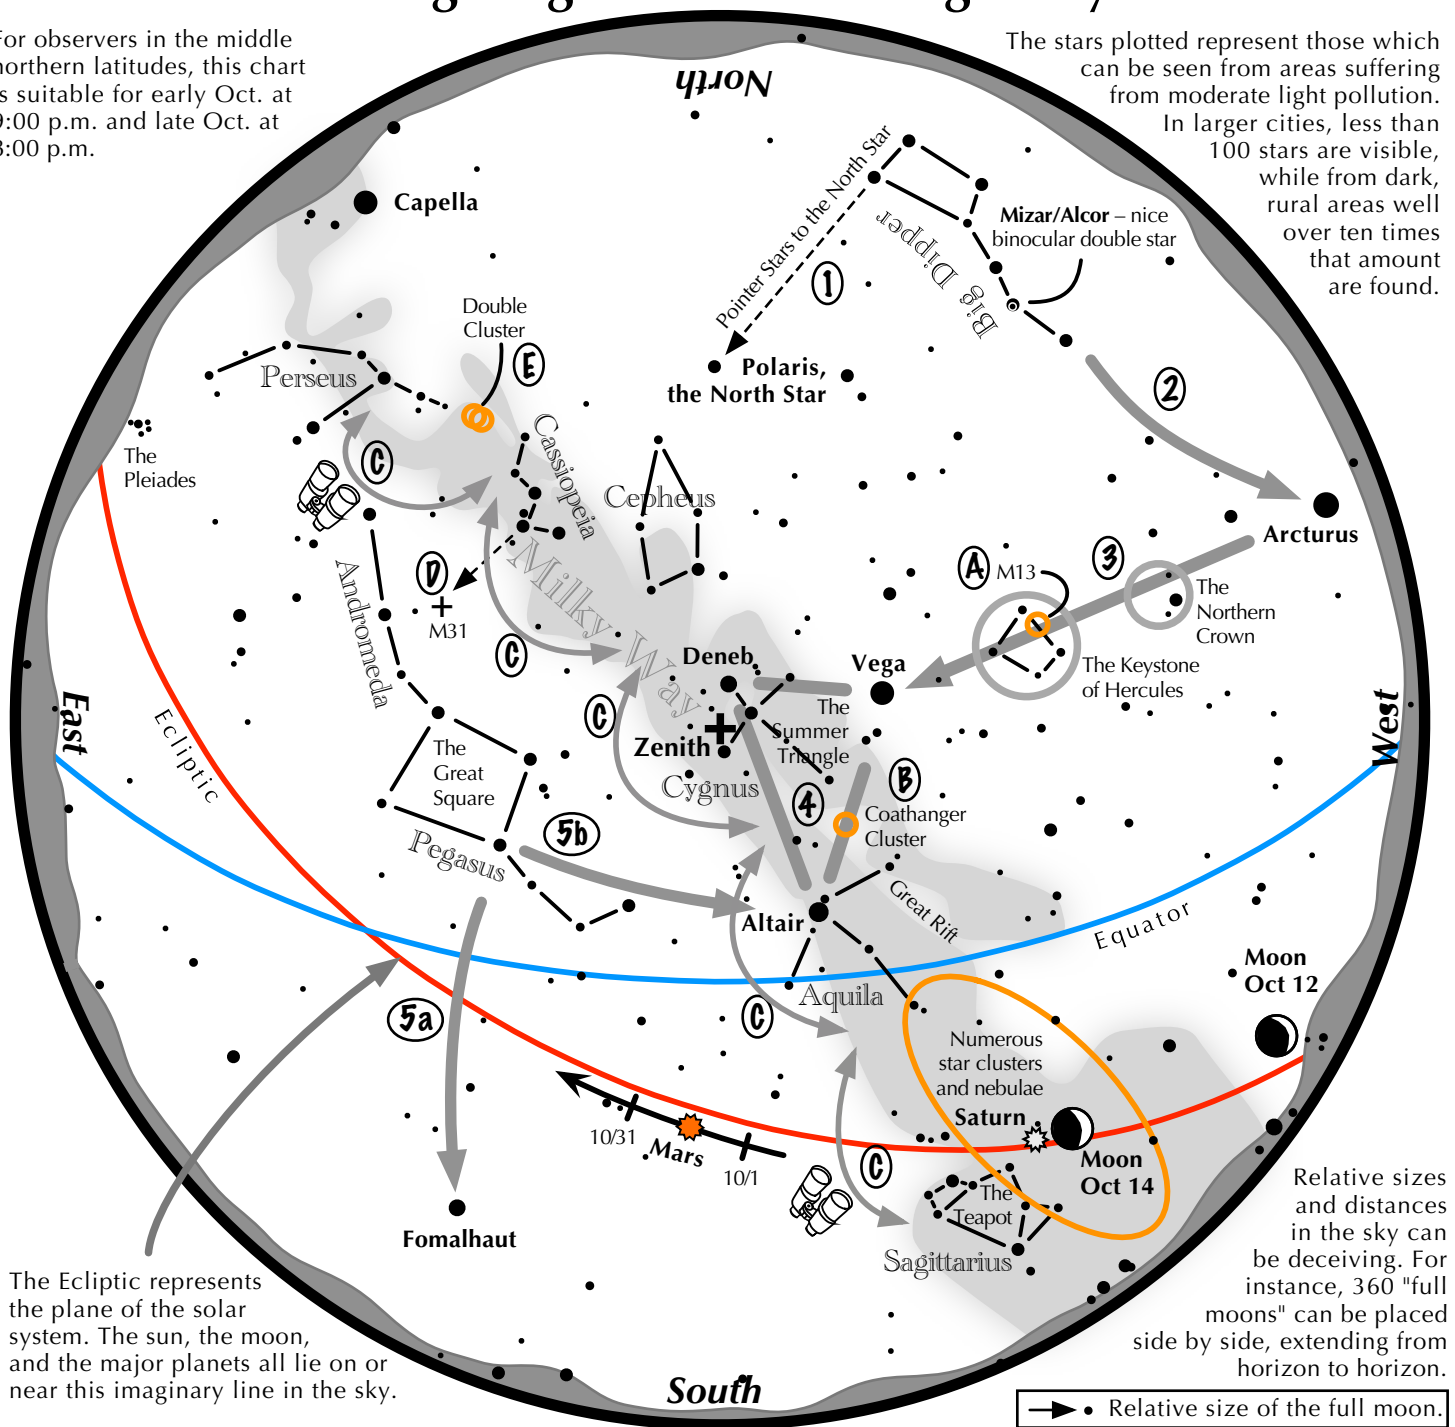 For observers in the middle
northern latitudes, this chart
is suitable for early Oct. at
9:00 p.m. and late Oct. at
8:00 p.m.
The stars plotted represent those which
can be seen from areas suffering
from moderate light pollution.
In larger cities, less than
100 stars are visible,
while from dark,
rural areas well
over ten times
that amount
are found.
North
Capella
Pointer Stars to the North Star
Big Dipper
Mizar/Alcor – nice
binocular double star
1
Double
Cluster
E
Perseus
Polaris,
the North Star
2
The
Pleiades
C
Cassiopeia
Cepheus
Arcturus
Andromeda
D
M31
Milky Way
A
M13
3
The
Northern
Crown
The Keystone
of Hercules
C
Deneb
Vega
East
West
Ecliptic
C
The
Summer
Triangle
Zenith
Cygnus
The
Great
Square
4
B
Coathanger
Cluster
Pegasus
5b
Altair
Great Rift
Equator
Aquila
Moon
Oct 12
5a
C
Numerous
star clusters
and nebulae
Saturn
10/31
Mars
10/1
Moon
Oct 14
C
The
Teapot
Sagittarius
Fomalhaut
The Ecliptic represents
the plane of the solar
system. The sun, the moon,
and the major planets all lie on or
near this imaginary line in the sky.
Relative sizes
and distances
in the sky can
be deceiving. For
instance, 360 "full
moons" can be placed
side by side, extending from
horizon to horizon.
South
Relative size of the full moon.